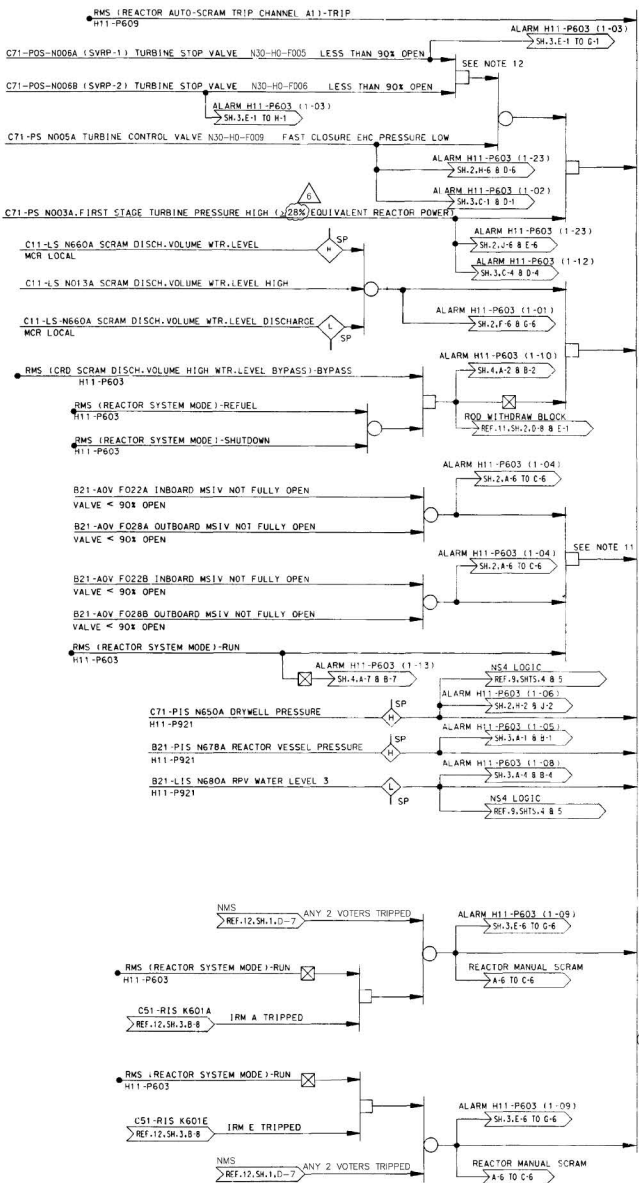 RMS (REACTOR AUTO-SCRAM TRIP CHANNEL A1)-TRIP
H11-P609
ALARM H11-P603 (1-03)
SH.3.E-1 TO G-1
C71-POS-N006A (SVRP-1) TURBINE STOP VALVE N30-HO-F005 LESS THAN 90% OPEN
SEE NOTE 12
C71-POS-N006B (SVRP-2) TURBINE STOP VALVE N30-HO-F006 LESS THAN 90% OPEN
ALARM H11-P603 (1-03)
SH.3.E-1 TO H-1
C71-PS N005A TURBINE CONTROL VALVE N30-HO-F009 FAST CLOSURE EHC PRESSURE LOW
ALARM H11-P603 (1-23)
SH.2.H-6 & D-6
ALARM H11-P603 (1-02)
SH.3.C-1 & D-1
6
C71-PS N003A.FIRST STAGE TURBINE PRESSURE HIGH (≥28% EQUIVALENT REACTOR POWER)
ALARM H11-P603 (1-23)
SH.2.J-6 & E-6
ALARM H11-P603 (1-12)
SH.3.C-4 & D-4
C11-LS N660A SCRAM DISCH.VOLUME WTR.LEVEL
MCR LOCAL
H
SP
C11-LS N013A SCRAM DISCH.VOLUME WTR.LEVEL HIGH
ALARM H11-P603 (1-01)
SH.2.F-6 & G-6
C11-LS-N660A SCRAM DISCH.VOLUME WTR.LEVEL DISCHARGE
MCR LOCAL
L
SP
ALARM H11-P603 (1-10)
SH.4.A-2 & B-2
RMS (CRD SCRAM DISCH.VOLUME HIGH WTR.LEVEL BYPASS)-BYPASS
H11-P603
RMS (REACTOR SYSTEM MODE)-REFUEL
H11-P603
ROD WITHDRAW BLOCK
REF.11.SH.2.D-8 & E-1
RMS (REACTOR SYSTEM MODE)-SHUTDOWN
H11-P603
ALARM H11-P603 (1-04)
SH.2.A-6 TO C-6
B21-AOV F022A INBOARD MSIV NOT FULLY OPEN
VALVE < 90% OPEN
B21-AOV F028A OUTBOARD MSIV NOT FULLY OPEN
VALVE < 90% OPEN
SEE NOTE 11
ALARM H11-P603 (1-04)
SH.2.A-6 TO C-6
B21-AOV F022B INBOARD MSIV NOT FULLY OPEN
VALVE < 90% OPEN
B21-AOV F028B OUTBOARD MSIV NOT FULLY OPEN
VALVE < 90% OPEN
RMS (REACTOR SYSTEM MODE)-RUN
H11-P603
ALARM H11-P603 (1-13)
SH.4.A-7 & B-7
NS4 LOGIC
REF.9.SHTS.4 & 5
ALARM H11-P603 (1-06)
SH.2.H-2 & J-2
C71-PIS N650A DRYWELL PRESSURE
H11-P921
H
SP
ALARM H11-P603 (1-05)
SH.3.A-1 & B-1
B21-PIS N678A REACTOR VESSEL PRESSURE
H11-P921
H
SP
ALARM H11-P603 (1-08)
SH.3.A-4 & B-4
B21-LIS N680A RPV WATER LEVEL 3
H11-P921
L
SP
NS4 LOGIC
REF.9.SHTS.4 & 5
NMS
REF.12.SH.1.D-7
ANY 2 VOTERS TRIPPED
ALARM H11-P603 (1-09)
SH.3.E-6 TO G-6
RMS (REACTOR SYSTEM MODE)-RUN
H11-P603
REACTOR MANUAL SCRAM
A-6 TO C-6
C51-RIS K601A
REF.12.SH.3.B-8
IRM A TRIPPED
RMS (REACTOR SYSTEM MODE)-RUN
H11-P603
ALARM H11-P603 (1-09)
SH.3.E-6 TO G-6
C51-RIS K601E
REF.12.SH.3.B-8
IRM E TRIPPED
NMS
REF.12.SH.1.D-7
ANY 2 VOTERS TRIPPED
REACTOR MANUAL SCRAM
A-6 TO C-6